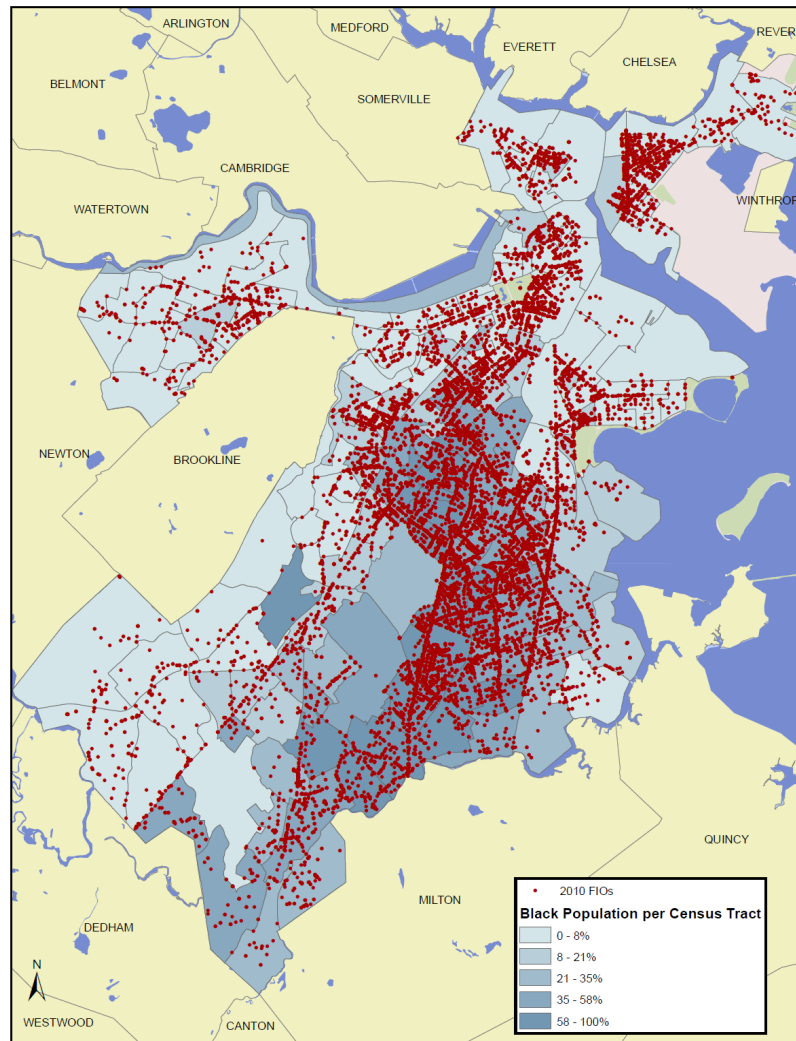 ARLINGTON
MEDFORD
REVER
EVERETT
CHELSEA
BELMONT
SOMERVILLE
CAMBRIDGE
WATERTOWN
WINTHROP
NEWTON
BROOKLINE
QUINCY
MILTON
DEDHAM
N
WESTWOOD
CANTON
2010 FIOs
Black Population per Census Tract
0 - 8%
8 - 21%
21 - 35%
35 - 58%
58 - 100%